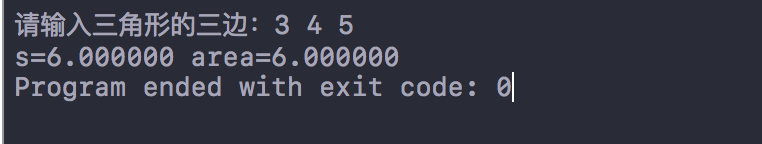 请输入三角形的三边：3 4 5
s=6.000000 area=6.000000
Program ended with exit code: 0